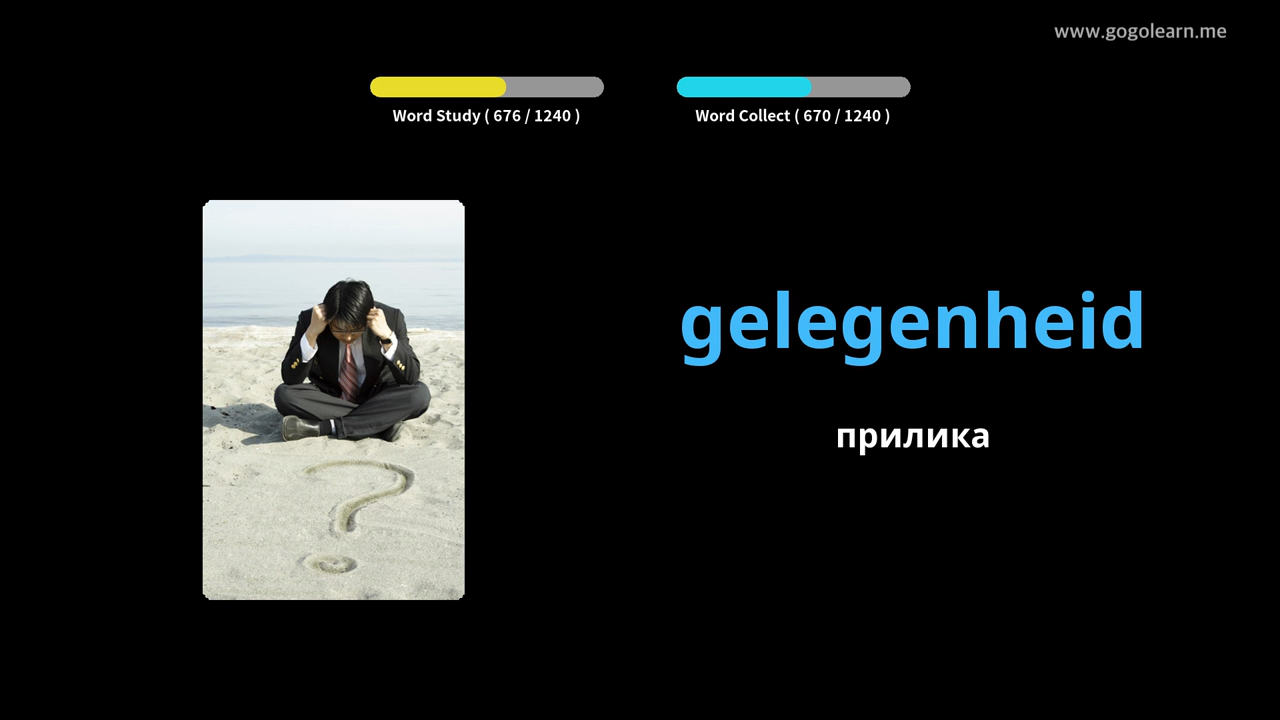 www.gogolearn.me
Word Study ( 676 / 1240 )
Word Collect ( 670 / 1240 )
gelegenheid
прилика
?